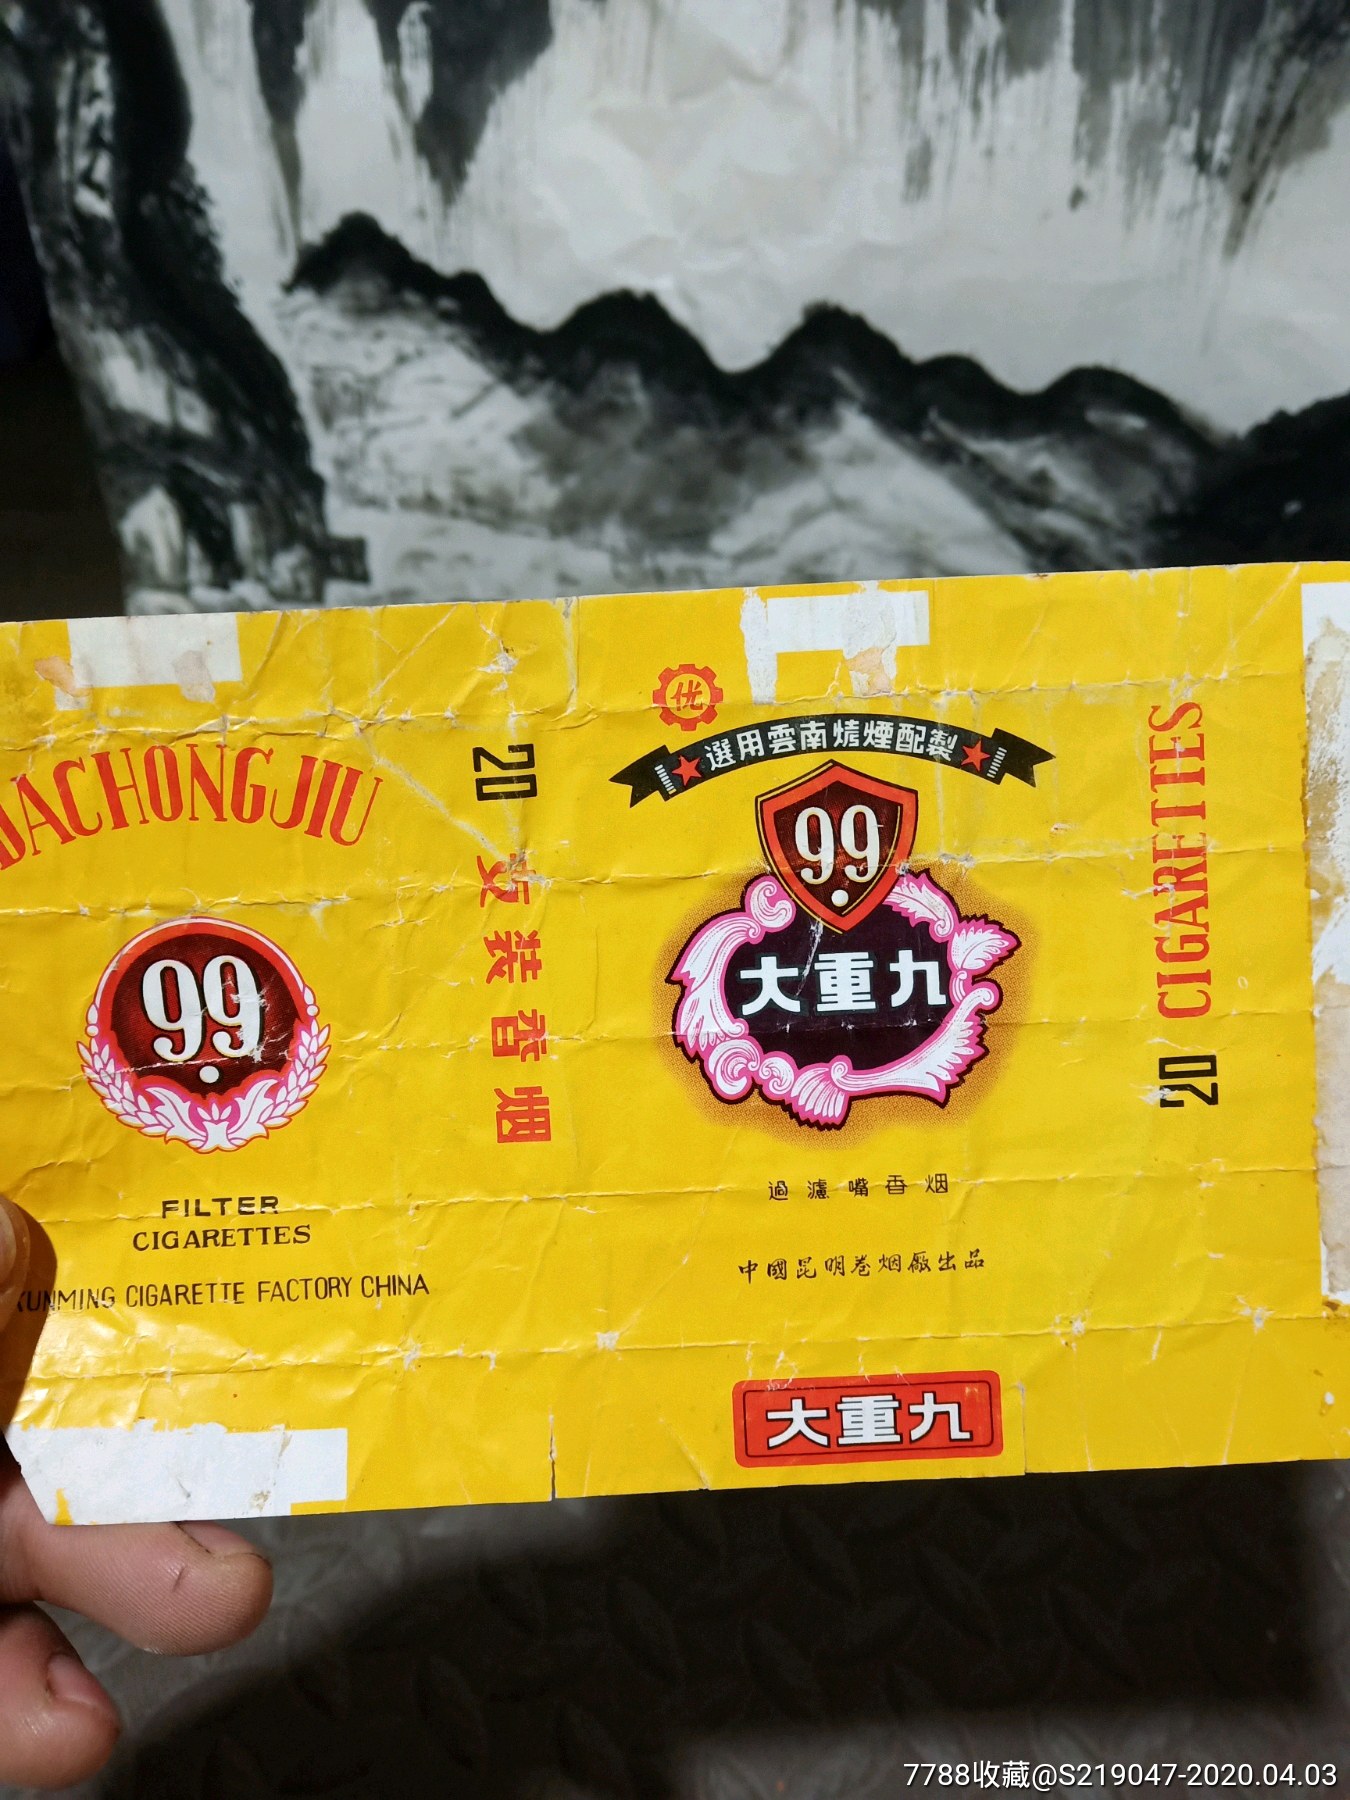 DACHONGJIU
99
FILTER
CIGARETTES
KUNMING CIGARETTE FACTORY CHINA
20支装香烟
优
選用雲南烤煙配製
99
大重九
過濾嘴香烟
中國昆明卷烟廠出品
大重九
20 CIGARETTES
7788收藏@S219047-2020.04.03